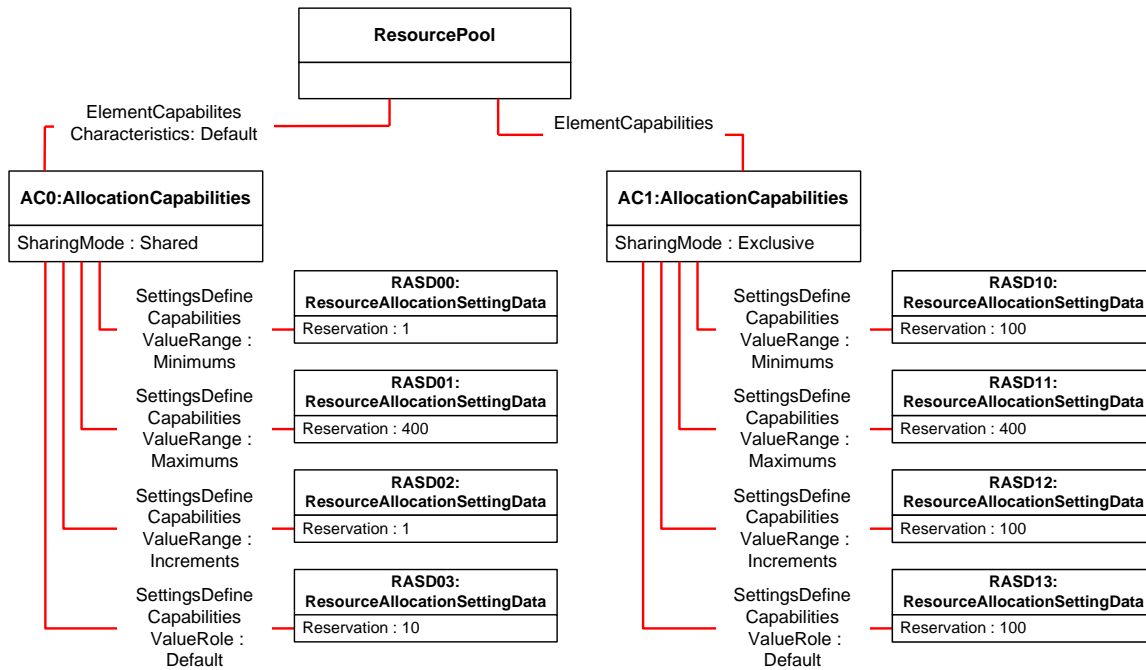 ResourcePool
ElementCapabilites
Characteristics: Default
ElementCapabilities
AC0:AllocationCapabilities
SharingMode : Shared
SettingsDefine
Capabilities
ValueRange :
Minimums
RASD00:
ResourceAllocationSettingData
Reservation : 1
SettingsDefine
Capabilities
ValueRange :
Maximums
RASD01:
ResourceAllocationSettingData
Reservation : 400
SettingsDefine
Capabilities
ValueRange :
Increments
RASD02:
ResourceAllocationSettingData
Reservation : 1
SettingsDefine
Capabilities
ValueRole :
Default
RASD03:
ResourceAllocationSettingData
Reservation : 10
AC1:AllocationCapabilities
SharingMode : Exclusive
SettingsDefine
Capabilities
ValueRange :
Minimums
RASD10:
ResourceAllocationSettingData
Reservation : 100
SettingsDefine
Capabilities
ValueRange :
Maximums
RASD11:
ResourceAllocationSettingData
Reservation : 400
SettingsDefine
Capabilities
ValueRange :
Increments
RASD12:
ResourceAllocationSettingData
Reservation : 100
SettingsDefine
Capabilities
ValueRole :
Default
RASD13:
ResourceAllocationSettingData
Reservation : 100